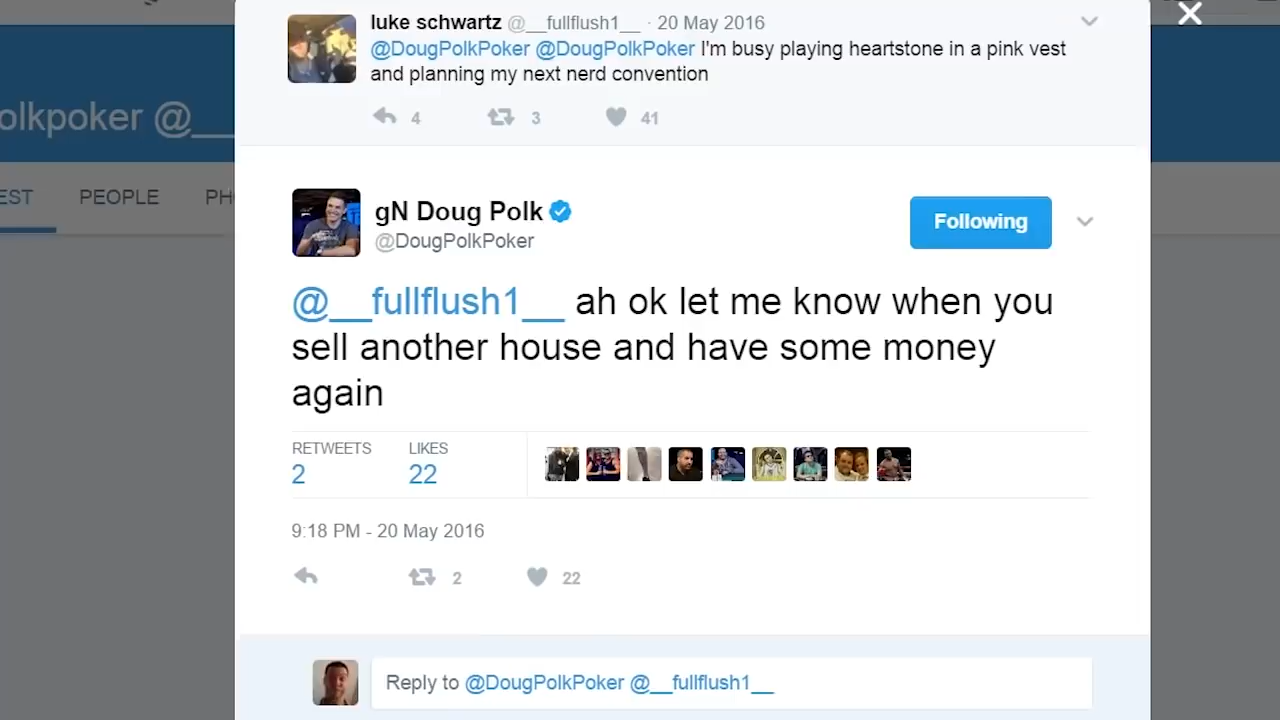 luke schwartz @__fullflush1__ · 20 May 2016
@DougPolkPoker @DougPolkPoker I'm busy playing heartstone in a pink vest
and planning my next nerd convention
4 3 41
olkpoker @__
EST PEOPLE PH
gN Doug Polk
@DougPolkPoker
Following
@__fullflush1__ ah ok let me know when you
sell another house and have some money
again
RETWEETS LIKES
2 22
9:18 PM - 20 May 2016
2 22
Reply to @DougPolkPoker @__fullflush1__